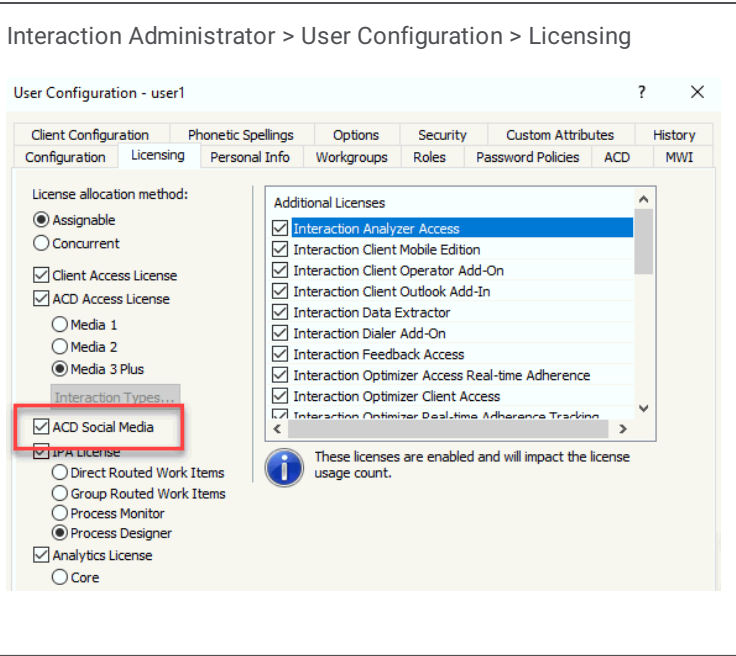 Interaction Administrator > User Configuration > Licensing
User Configuration - user1
Client Configuration Phonetic Spellings Options Security Custom Attributes History
Configuration Licensing Personal Info Workgroups Roles Password Policies ACD MWI
License allocation method:
Assignable
Concurrent
Client Access License
ACD Access License
Media 1
Media 2
Media 3 Plus
Interaction Types...
ACD Social Media
IPA License
Direct Routed Work Items
Group Routed Work Items
Process Monitor
Process Designer
Analytics License
Core
Additional Licenses
Interaction Analyzer Access
Interaction Client Mobile Edition
Interaction Client Operator Add-On
Interaction Client Outlook Add-In
Interaction Data Extractor
Interaction Dialer Add-On
Interaction Feedback Access
Interaction Optimizer Access Real-time Adherence
Interaction Optimizer Client Access
Interaction Optimizer Real-time Adherence Tracking
These licenses are enabled and will impact the license
usage count.